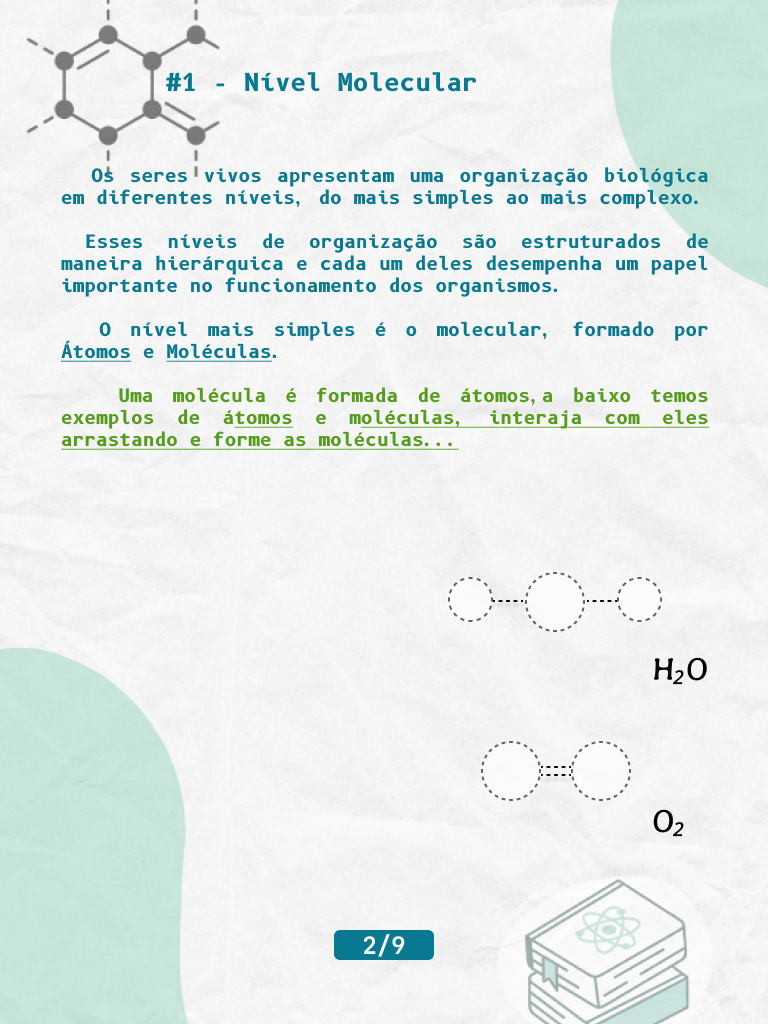 #1 - Nível Molecular
Os seres vivos apresentam uma organização biológica
em diferentes níveis, do mais simples ao mais complexo.
Esses níveis de organização são estruturados de
maneira hierárquica e cada um deles desempenha um papel
importante no funcionamento dos organismos.
O nível mais simples é o molecular, formado por
Átomos e Moléculas.
Uma molécula é formada de átomos,a baixo temos
exemplos de átomos e moléculas, interaja com eles
arrastando e forme as moléculas...
H₂O
O₂
2/9